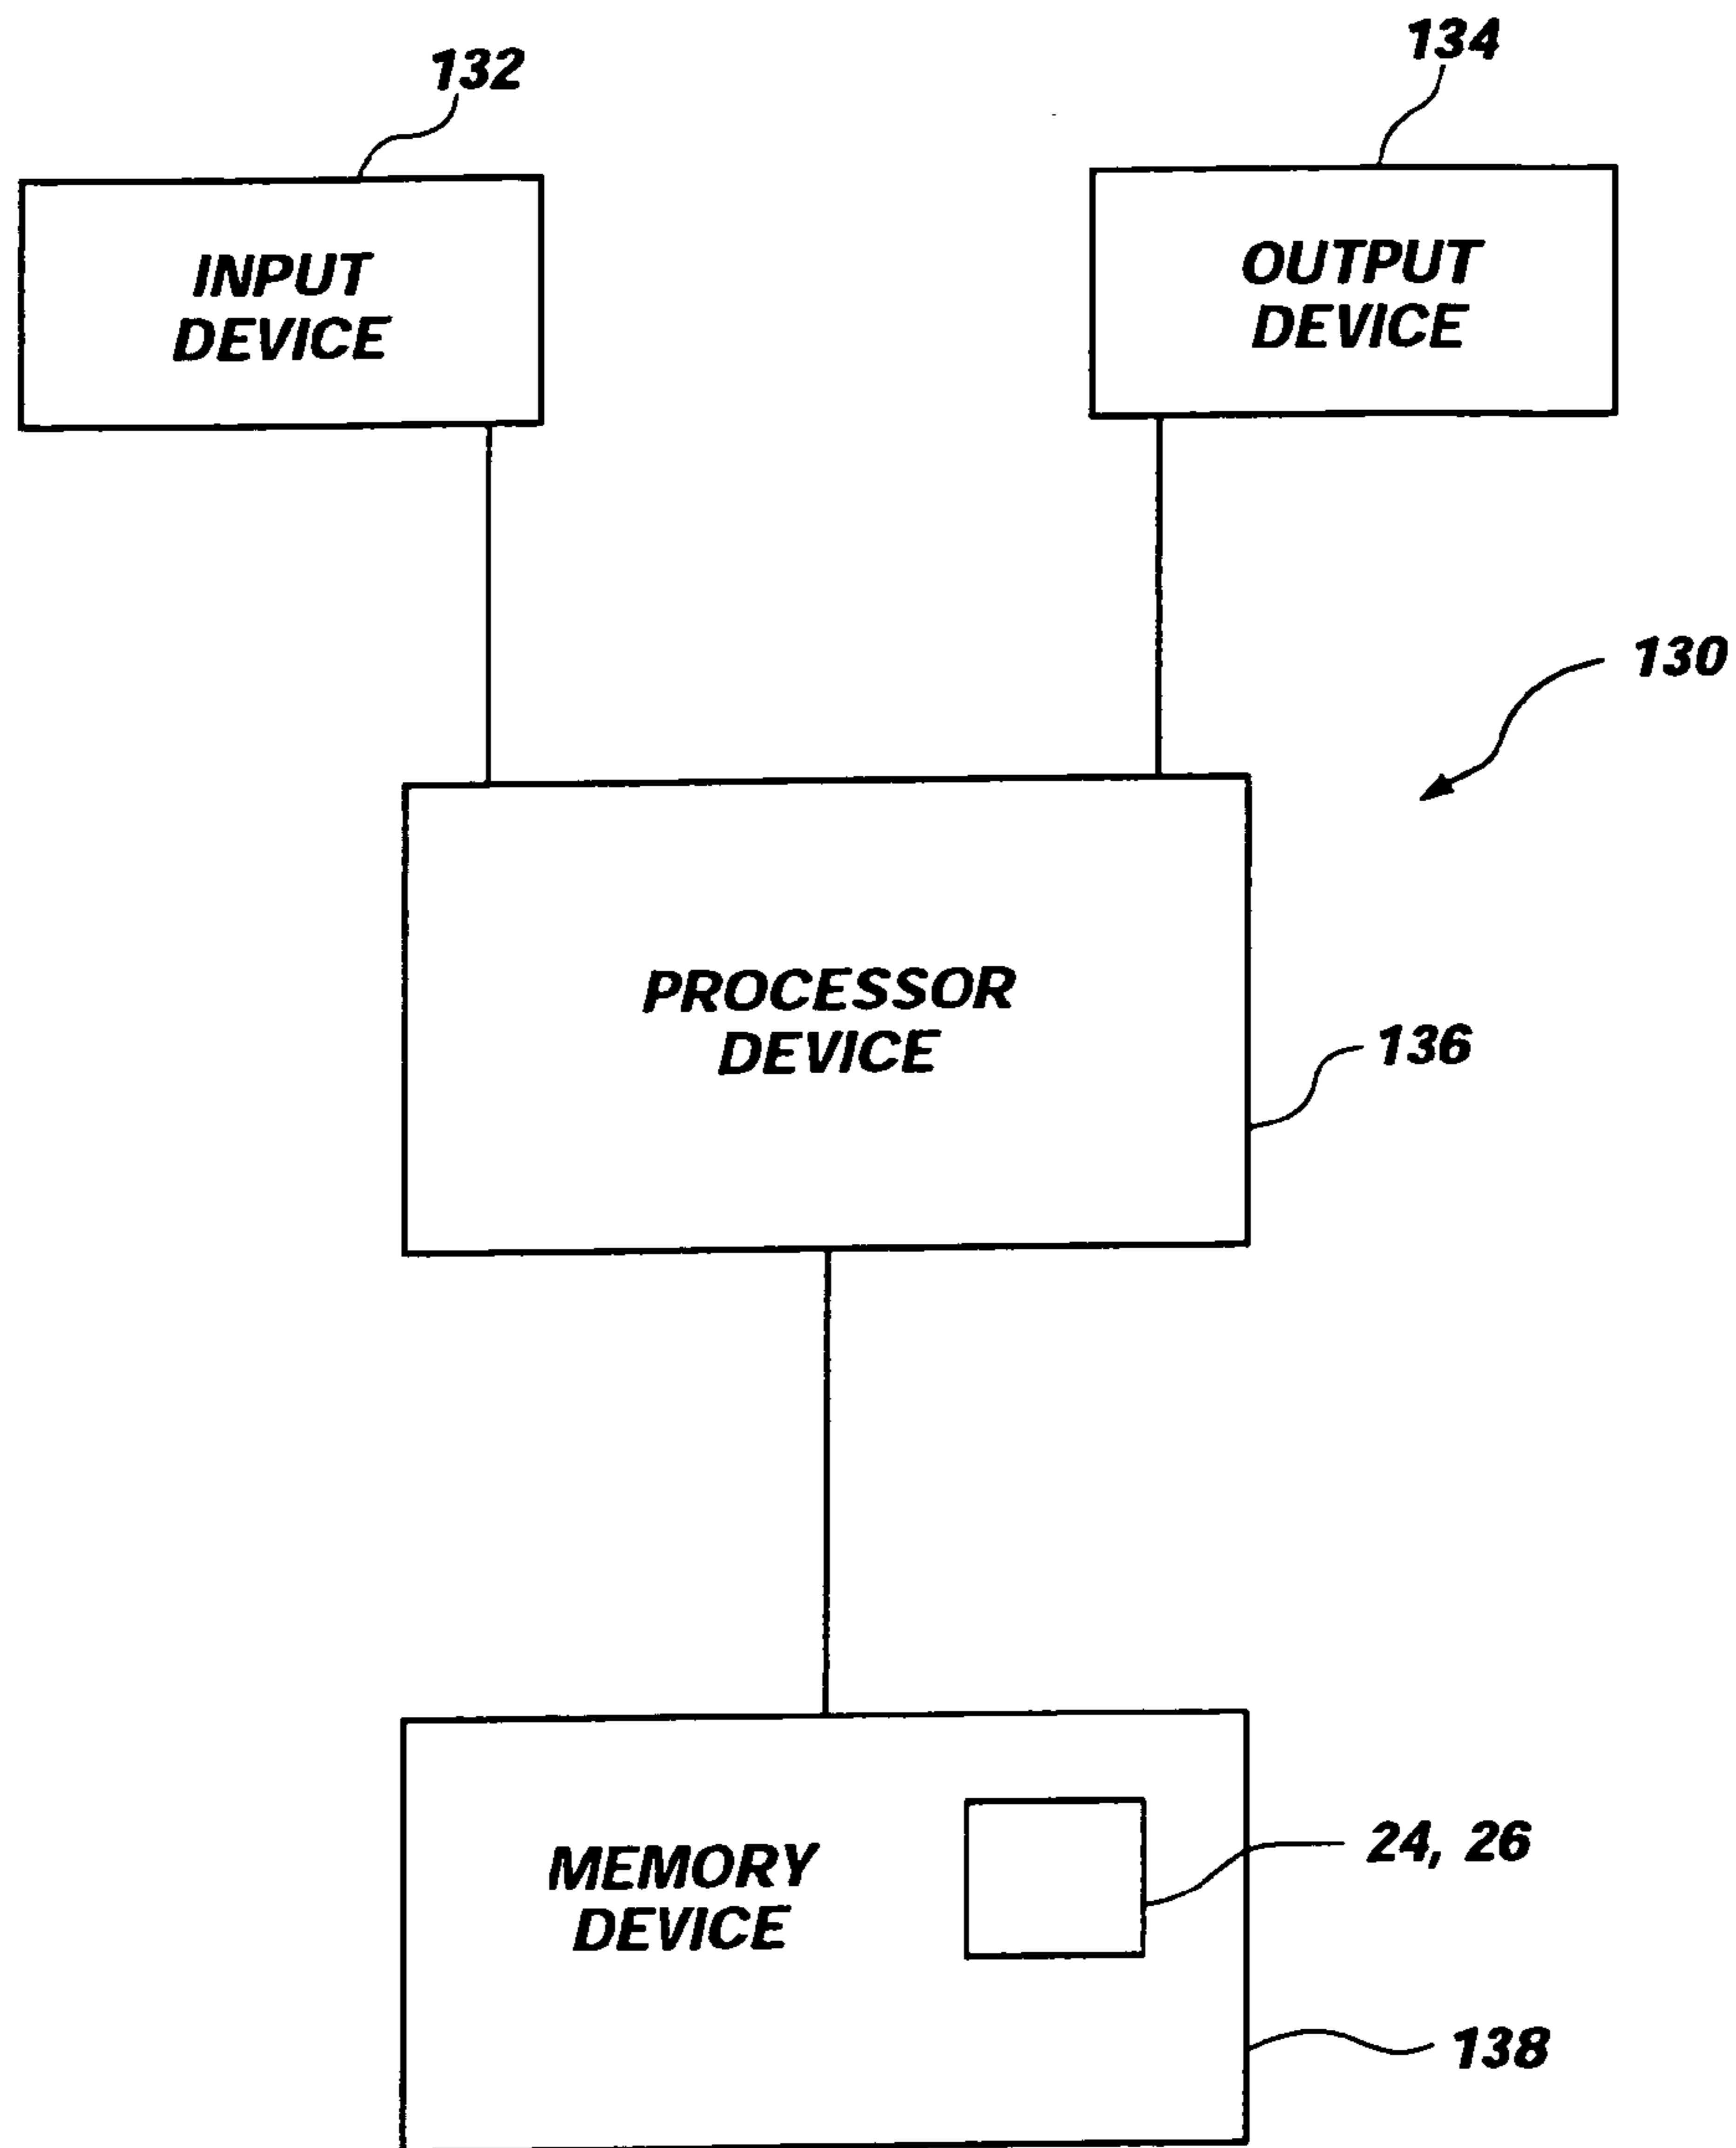 132
134
INPUT
DEVICE
OUTPUT
DEVICE
130
PROCESSOR
DEVICE
136
MEMORY
DEVICE
24, 26
138